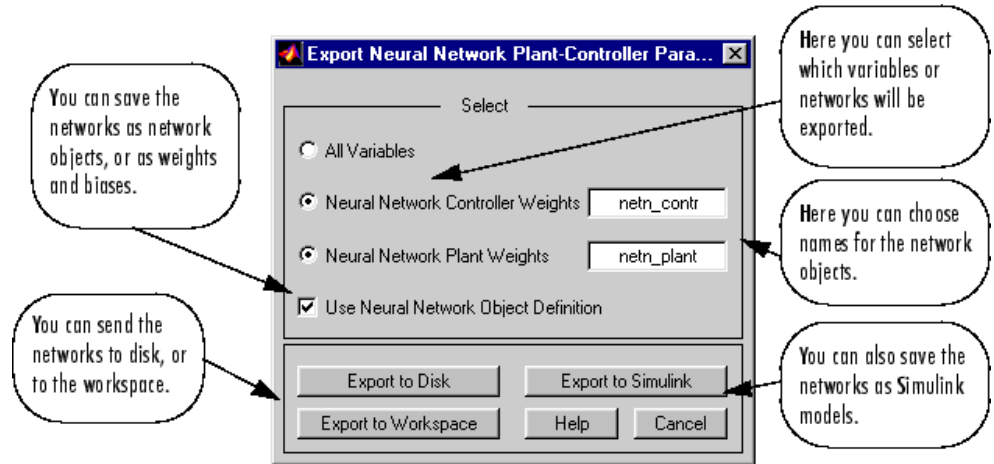 Export Neural Network Plant-Controller Para...
Select
All Variables
Neural Network Controller Weights
netn_contr
Neural Network Plant Weights
netn_plant
Use Neural Network Object Definition
Export to Disk
Export to Simulink
Export to Workspace
Help
Cancel
You can save the
networks as network
objects, or as weights
and biases.
You can send the
networks to disk, or
to the workspace.
Here you can select
which variables or
networks will be
exported.
Here you can choose
names for the network
objects.
You can also save the
networks as Simulink
models.